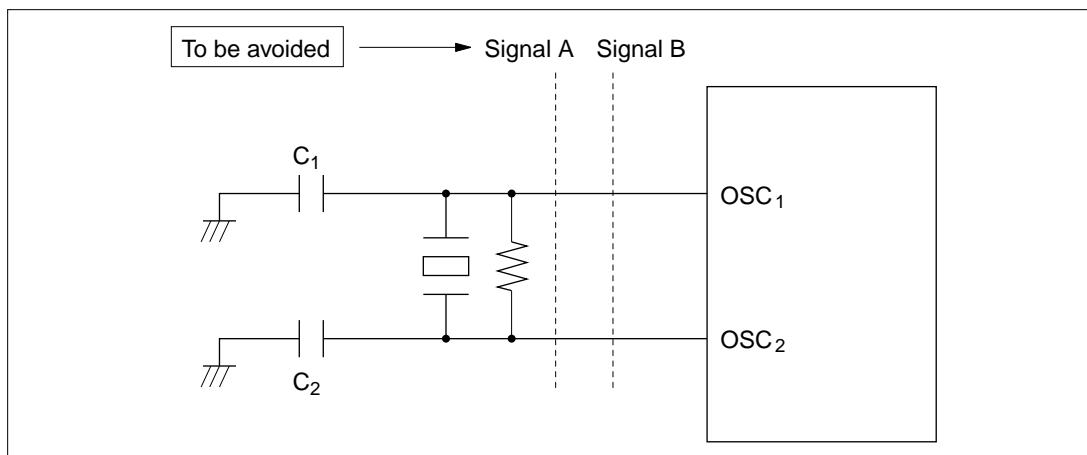 To be avoided
Signal A
Signal B
C1
OSC1
OSC2
C2